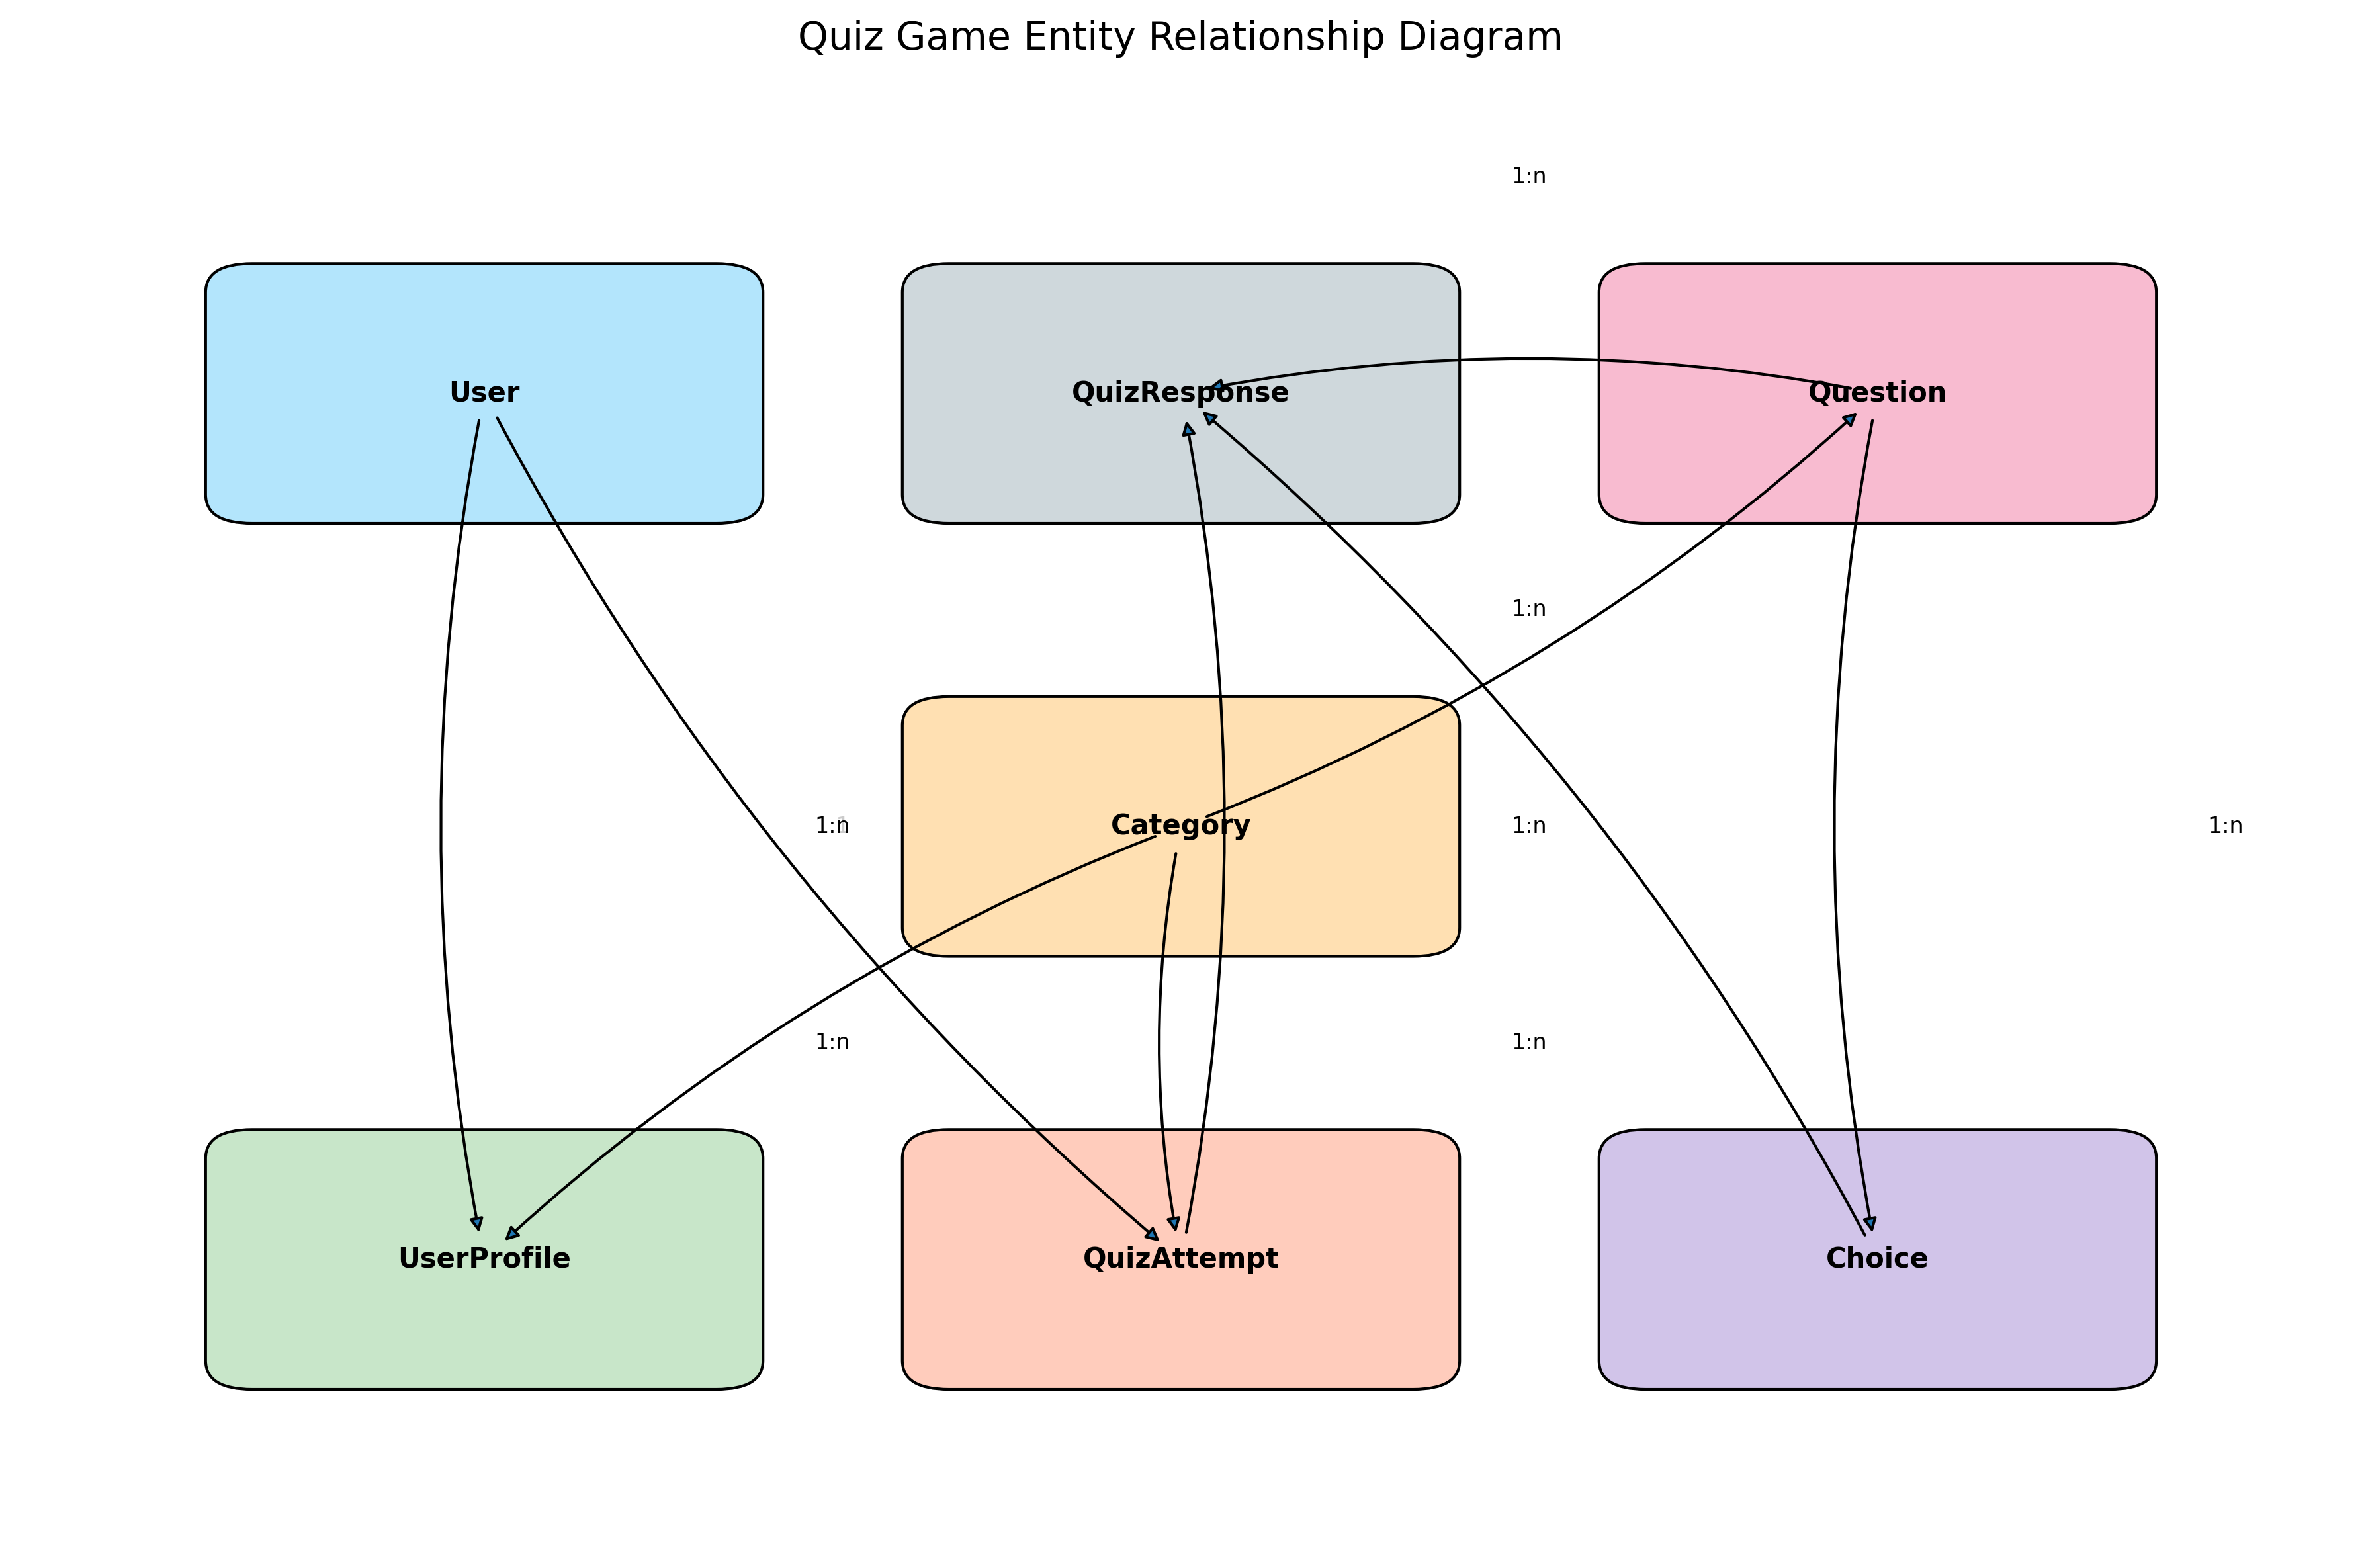 Quiz Game Entity Relationship Diagram
1:n
User
QuizResponse
Question
1:n
1:n
Category
1:n
1:n
1:n
1:n
UserProfile
QuizAttempt
Choice